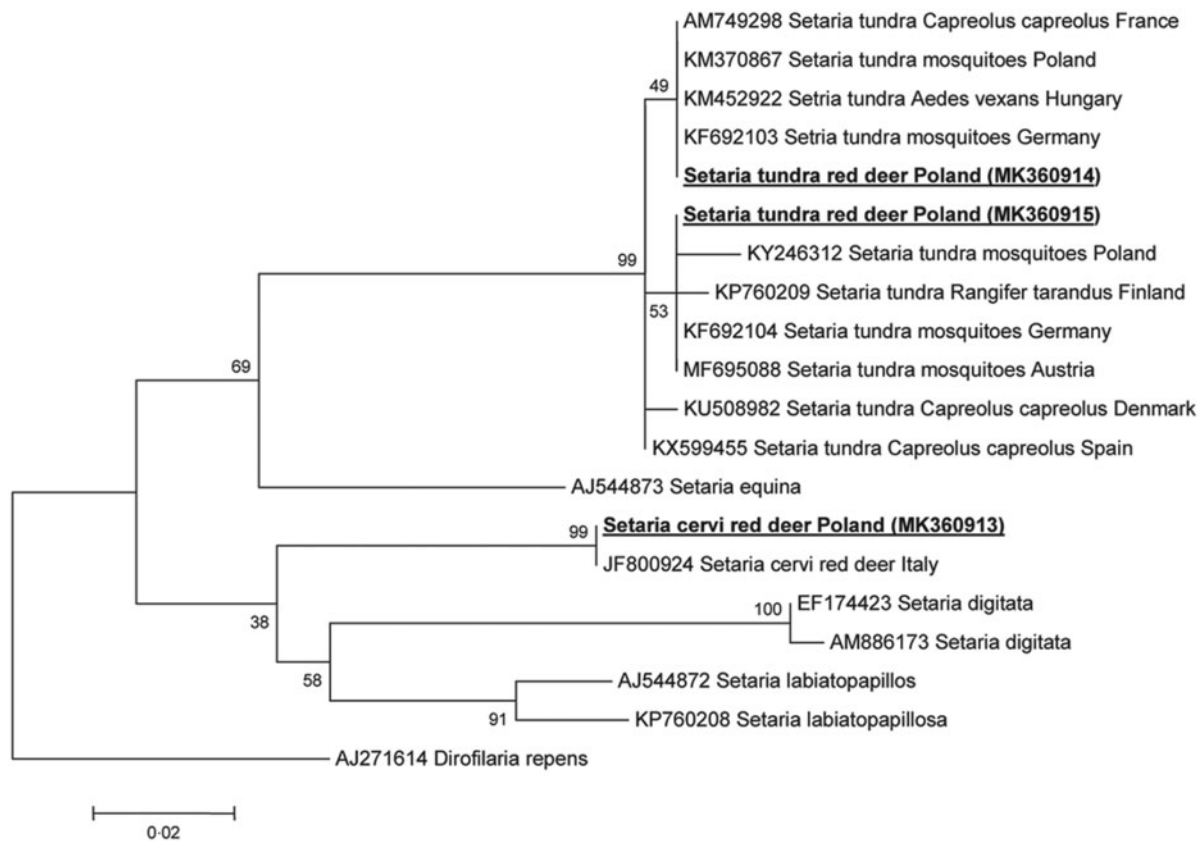 AM749298 Setaria tundra Capreolus capreolus France
KM370867 Setaria tundra mosquitoes Poland
49
KM452922 Setria tundra Aedes vexans Hungary
KF692103 Setria tundra mosquitoes Germany
Setaria tundra red deer Poland (MK360914)
Setaria tundra red deer Poland (MK360915)
KY246312 Setaria tundra mosquitoes Poland
99
KP760209 Setaria tundra Rangifer tarandus Finland
53
KF692104 Setaria tundra mosquitoes Germany
69
MF695088 Setaria tundra mosquitoes Austria
KU508982 Setaria tundra Capreolus capreolus Denmark
KX599455 Setaria tundra Capreolus capreolus Spain
AJ544873 Setaria equina
Setaria cervi red deer Poland (MK360913)
99
JF800924 Setaria cervi red deer Italy
EF174423 Setaria digitata
100
38
AM886173 Setaria digitata
AJ544872 Setaria labiatopapillos
58
KP760208 Setaria labiatopapillosa
91
AJ271614 Dirofilaria repens
0·02